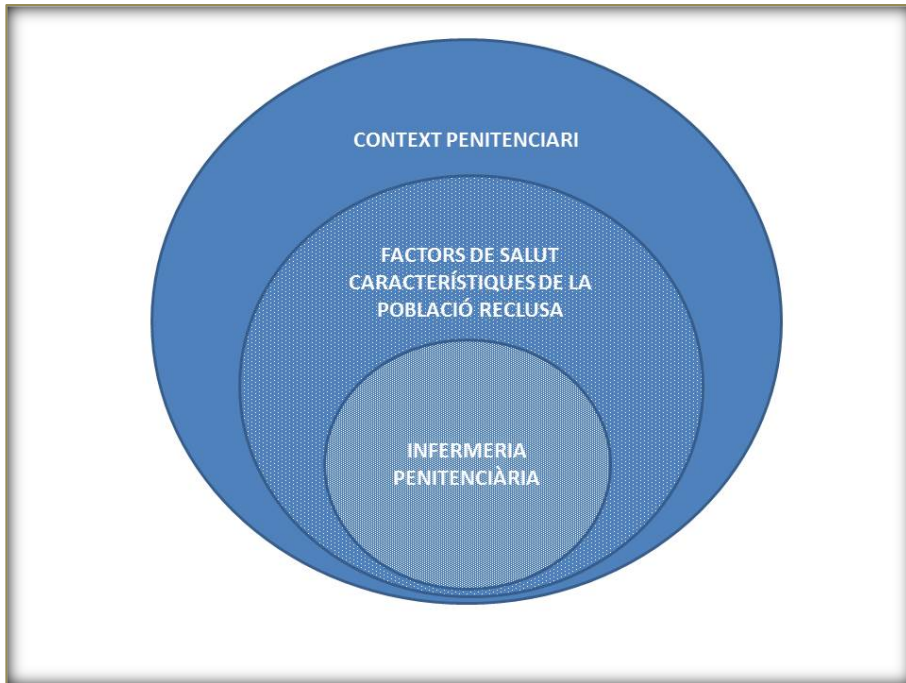 CONTEXT PENITENCIARI
FACTORS DE SALUT
CARACTERÍSTIQUES DE LA
POBLACIÓ RECLUSA
INFERMERIA
PENITENCIÀRIA